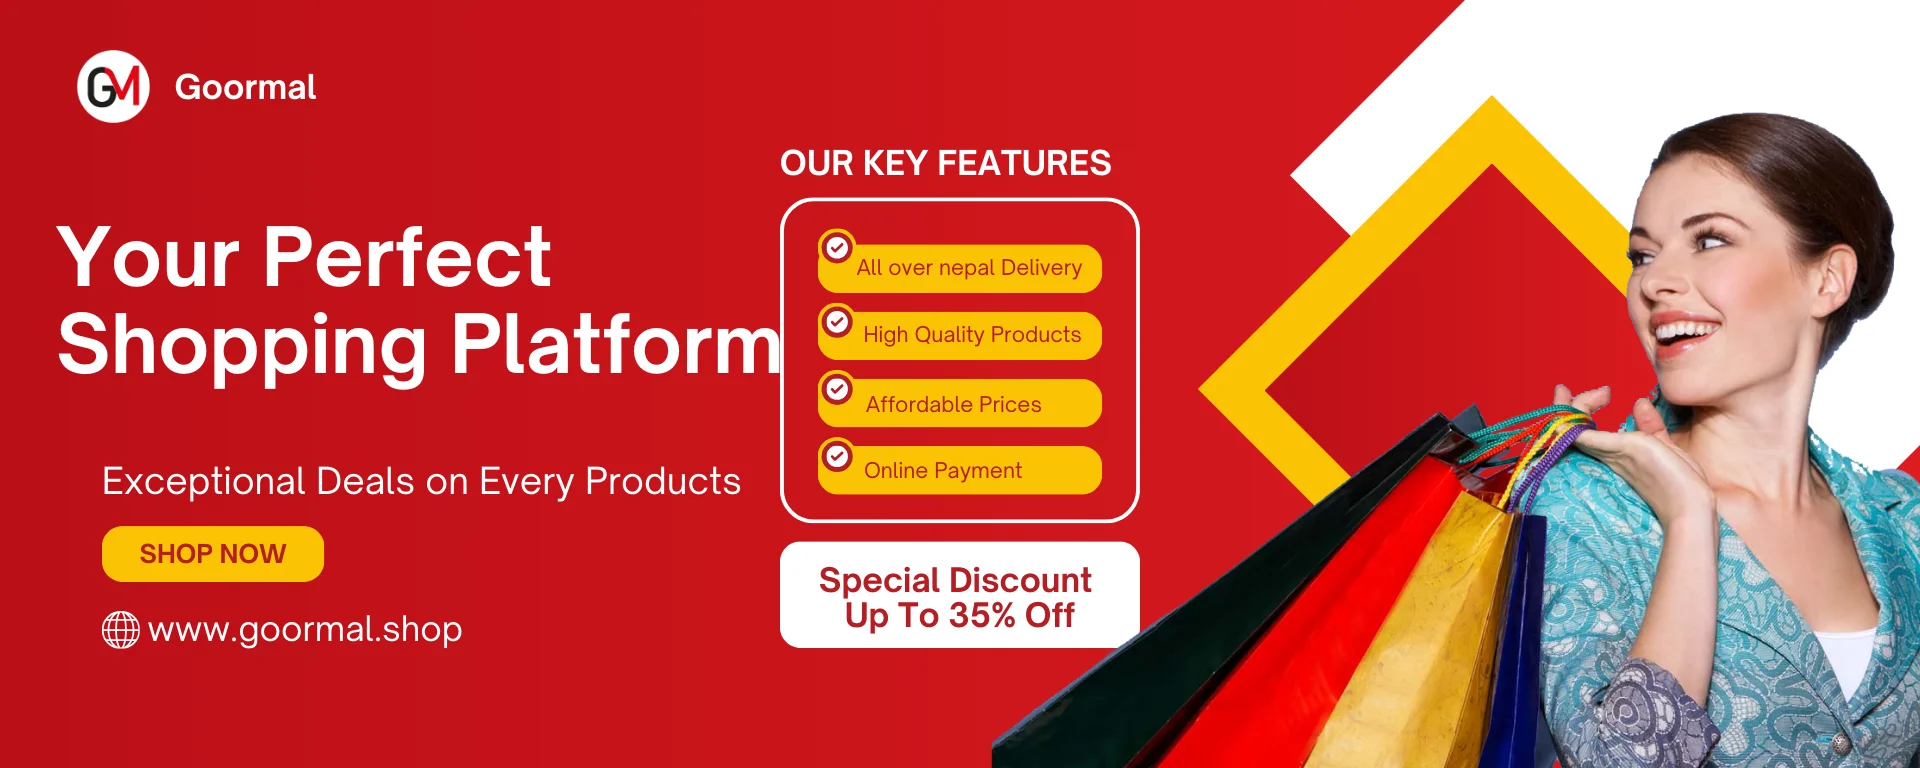 GM Goormal
Your Perfect
Shopping Platform
Exceptional Deals on Every Products
SHOP NOW
www.goormal.shop
OUR KEY FEATURES
All over nepal Delivery
High Quality Products
Affordable Prices
Online Payment
Special Discount
Up To 35% Off